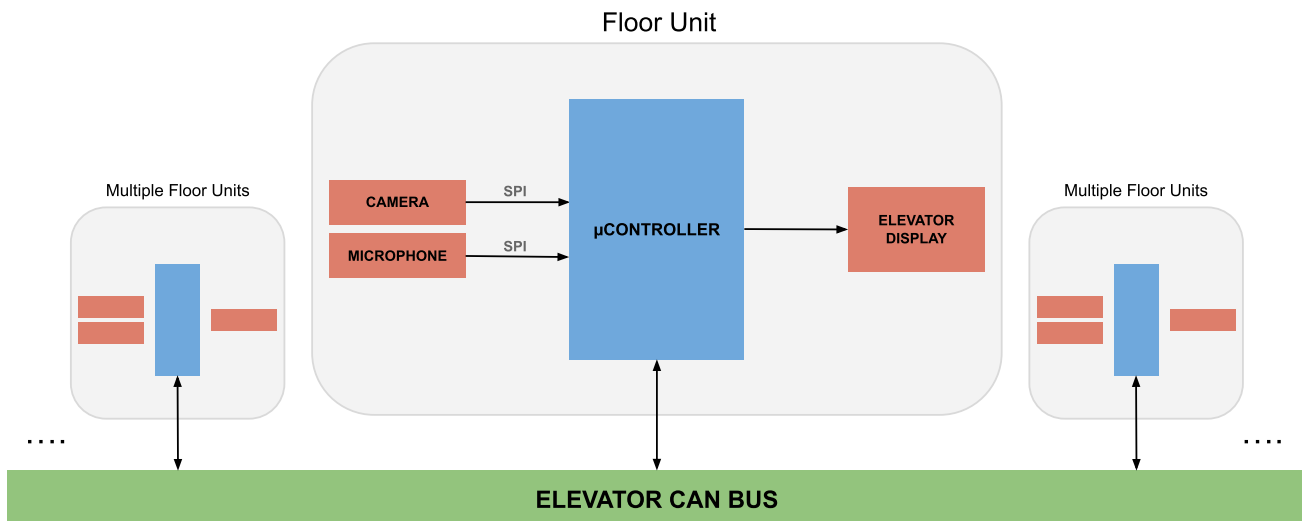 Floor Unit
Multiple Floor Units
Multiple Floor Units
CAMERA
SPI
MICROPHONE
SPI
µCONTROLLER
ELEVATOR
DISPLAY
....
....
ELEVATOR CAN BUS